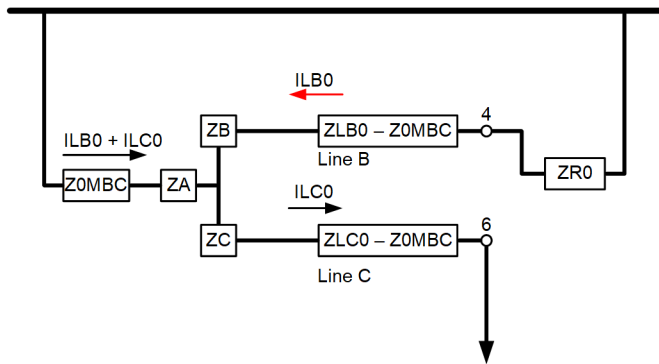 ILB0
4
ZB
ZLB0 – Z0MBC
ILB0 + ILC0
Line B
Z0MBC
ZA
ZR0
ILC0
6
ZC
ZLC0 – Z0MBC
Line C